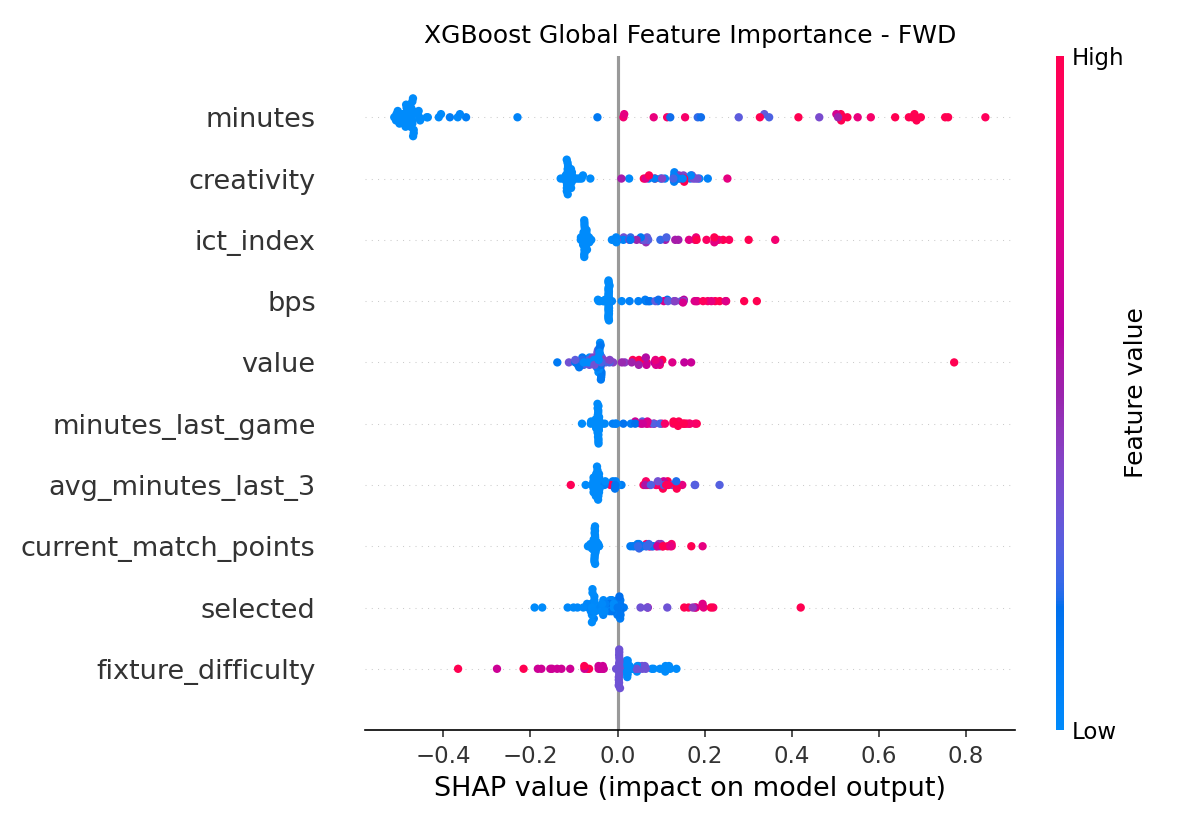 XGBoost Global Feature Importance - FWD
High
minutes
creativity
ict_index
bps
value
minutes_last_game
avg_minutes_last_3
current_match_points
selected
fixture_difficulty
Feature value
Low
−0.4 −0.2 0.0 0.2 0.4 0.6 0.8
SHAP value (impact on model output)